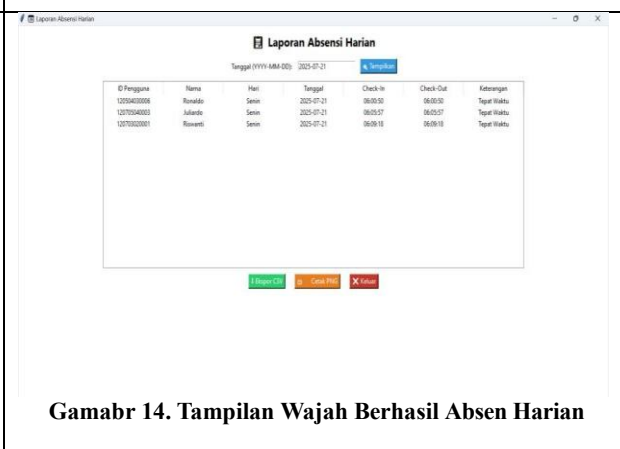 Laporan Absensi Harian
Laporan Absensi Harian
Tanggal (YYYY-MM-DD): 2025-07-21 Tampilkan
ID Pengguna Nama Hari Tanggal Check-In Check-Out Keterangan
120504030006 Ronaldo Senin 2025-07-21 06:00:50 06:00:50 Tepat Waktu
120705040003 Juliardo Senin 2025-07-21 06:05:57 06:05:57 Tepat Waktu
120703020001 Riswanti Senin 2025-07-21 06:09:18 06:09:18 Tepat Waktu
Ekspor CSV Cetak PNG Keluar
Gamabr 14. Tampilan Wajah Berhasil Absen Harian